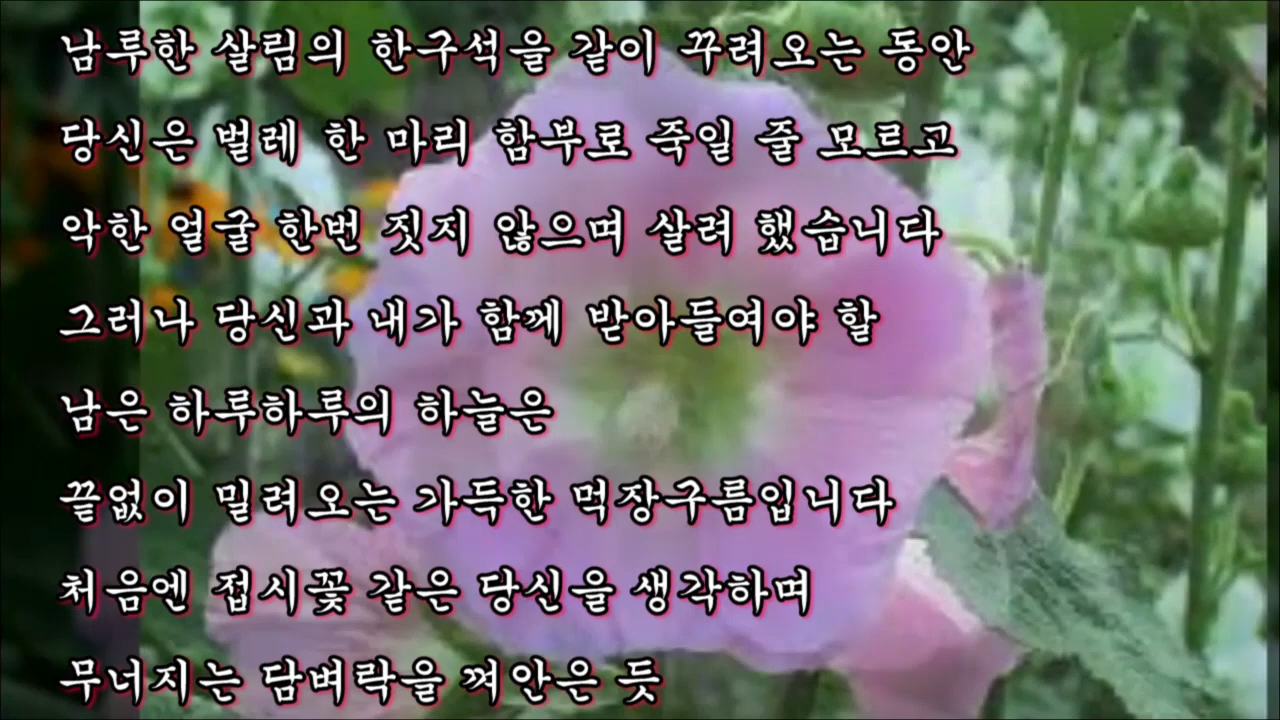 남루한 살림의 한구석을 같이 꾸려오는 동안
당신은 벌레 한 마리 함부로 죽일 줄 모르고
악한 얼굴 한번 짓지 않으며 살려 했습니다
그러나 당신과 내가 함께 받아들여야 할
남은 하루하루의 하늘은
끝없이 밀려오는 가득한 먹장구름입니다
처음엔 접시꽃 같은 당신을 생각하며
무너지는 담벼락을 껴안은 듯